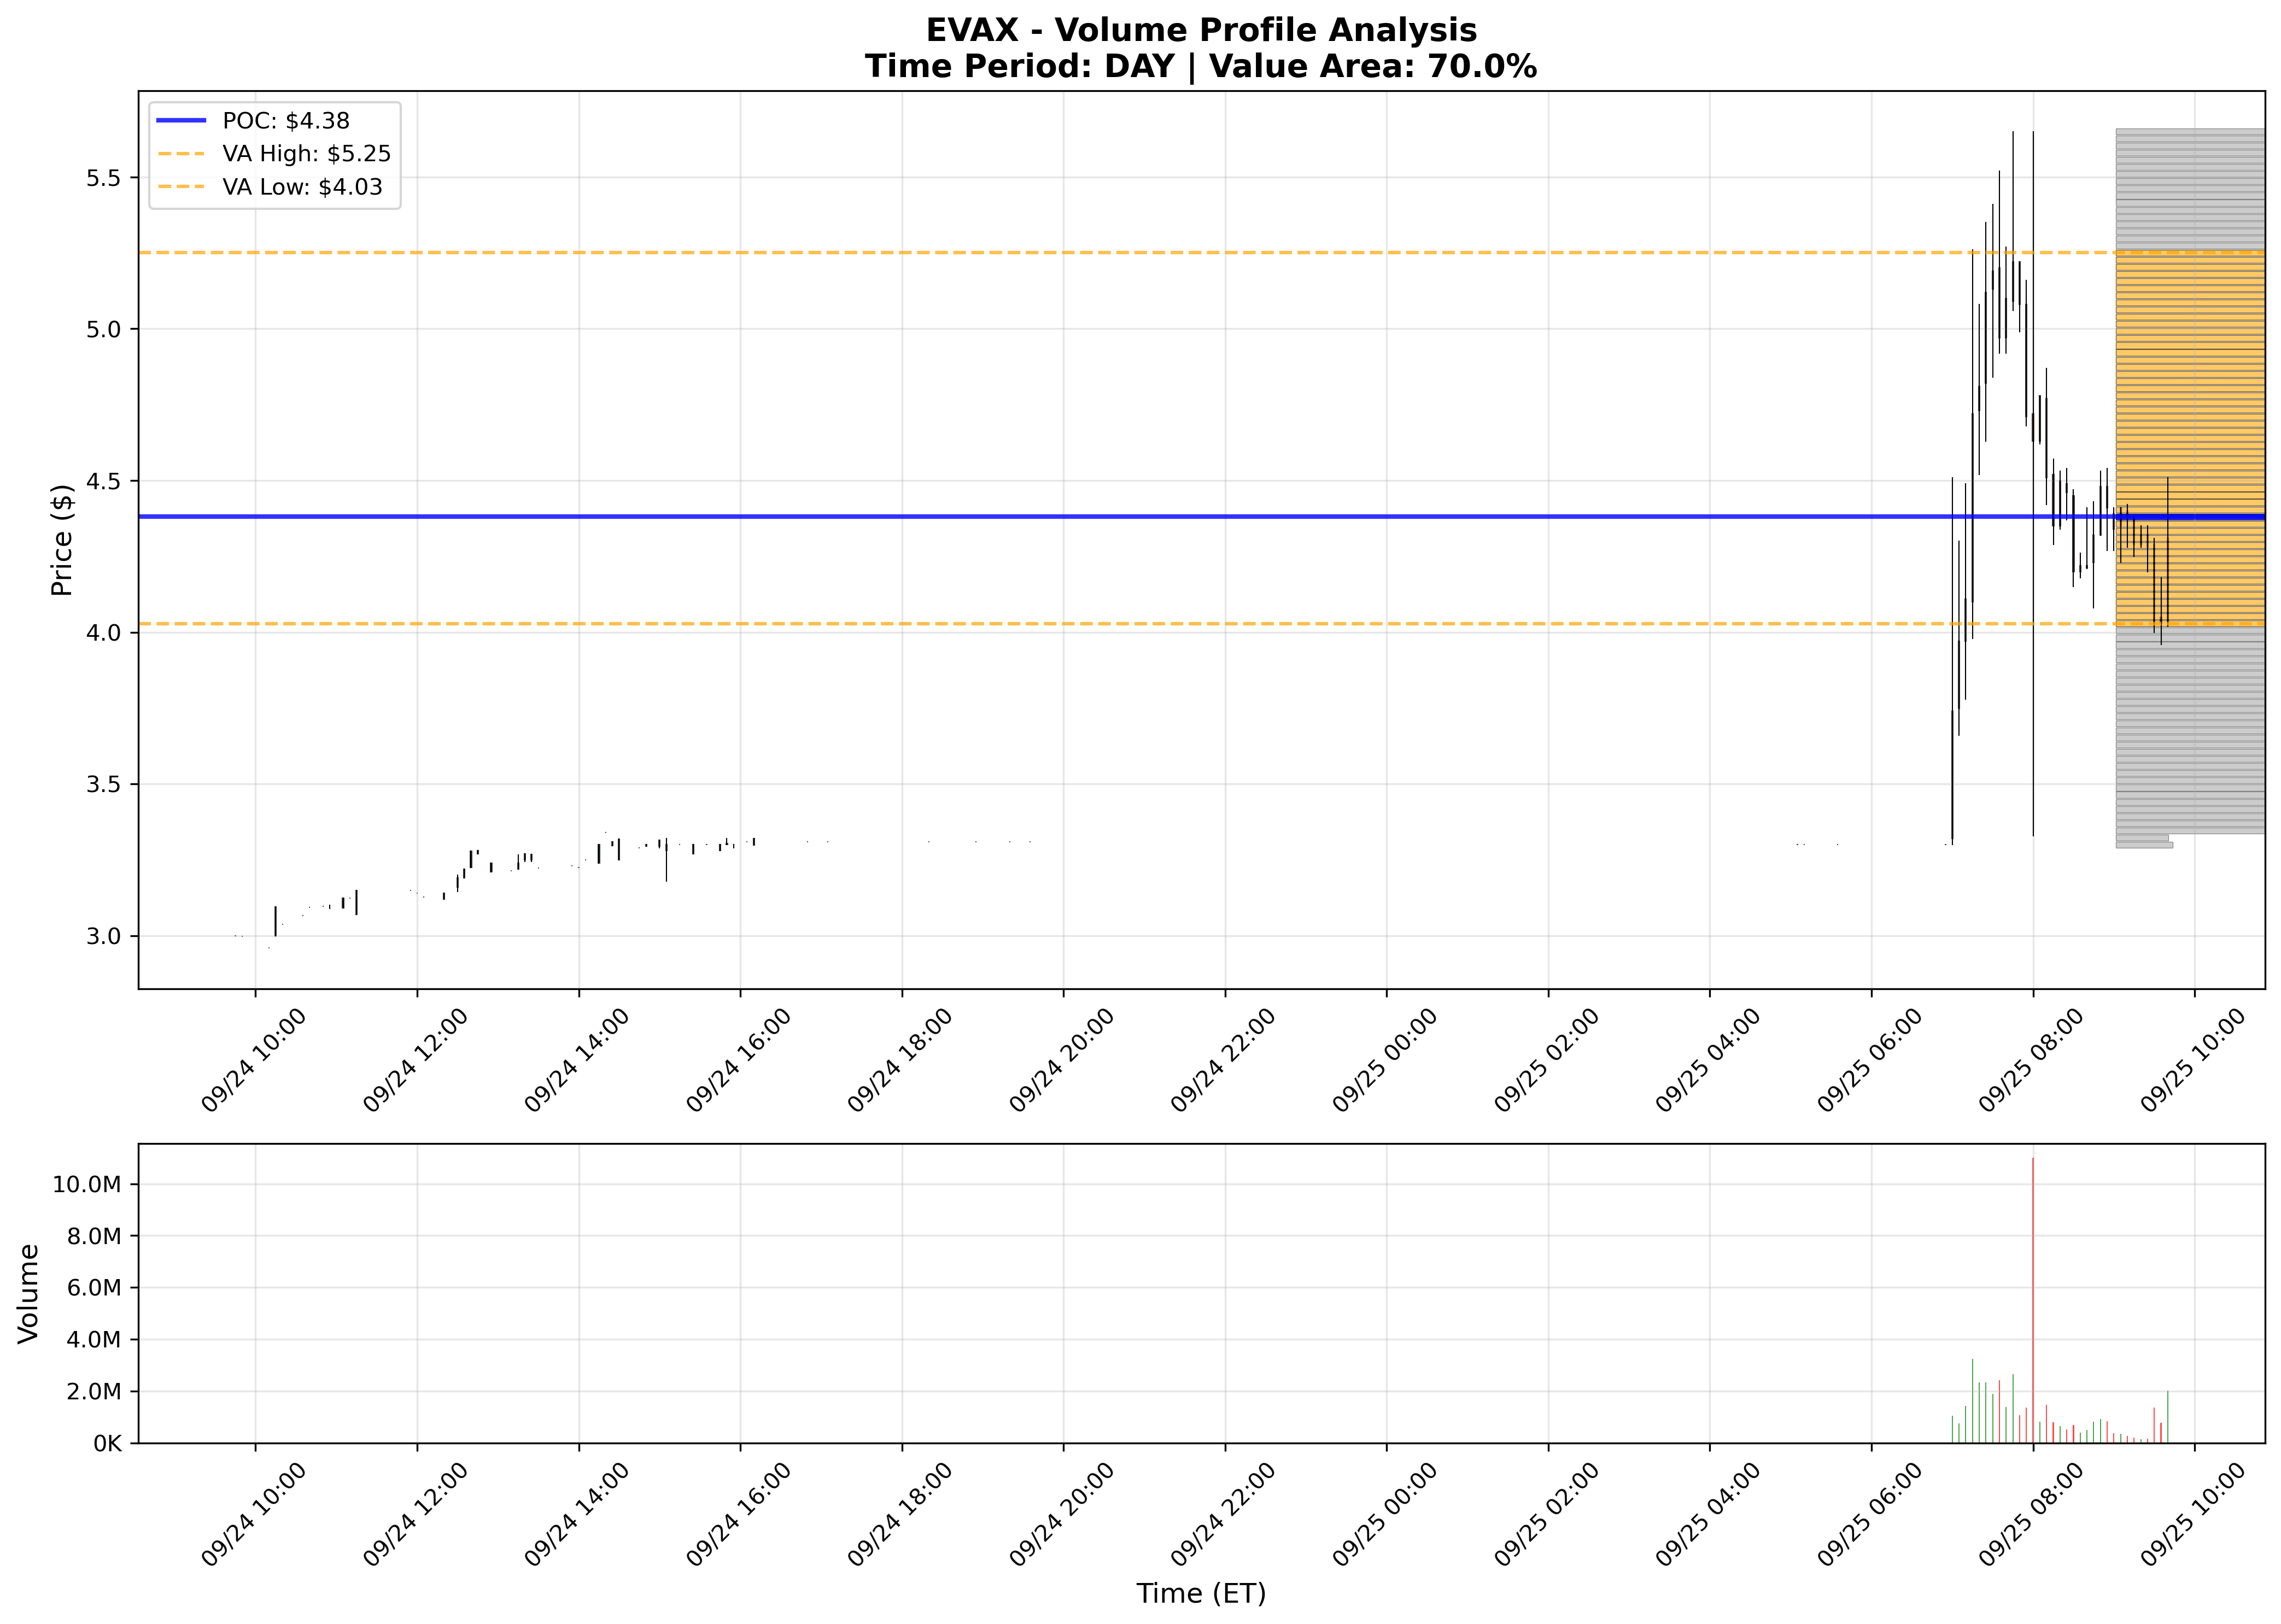 EVAX - Volume Profile Analysis
Time Period: DAY | Value Area: 70.0%
POC: $4.38
VA High: $5.25
VA Low: $4.03
Price ($)
5.5
5.0
4.5
4.0
3.5
3.0
09/24 10:00
09/24 12:00
09/24 14:00
09/24 16:00
09/24 18:00
09/24 20:00
09/24 22:00
09/25 00:00
09/25 02:00
09/25 04:00
09/25 06:00
09/25 08:00
09/25 10:00
Volume
10.0M
8.0M
6.0M
4.0M
2.0M
0K
09/24 10:00
09/24 12:00
09/24 14:00
09/24 16:00
09/24 18:00
09/24 20:00
09/24 22:00
09/25 00:00
09/25 02:00
09/25 04:00
09/25 06:00
09/25 08:00
09/25 10:00
Time (ET)